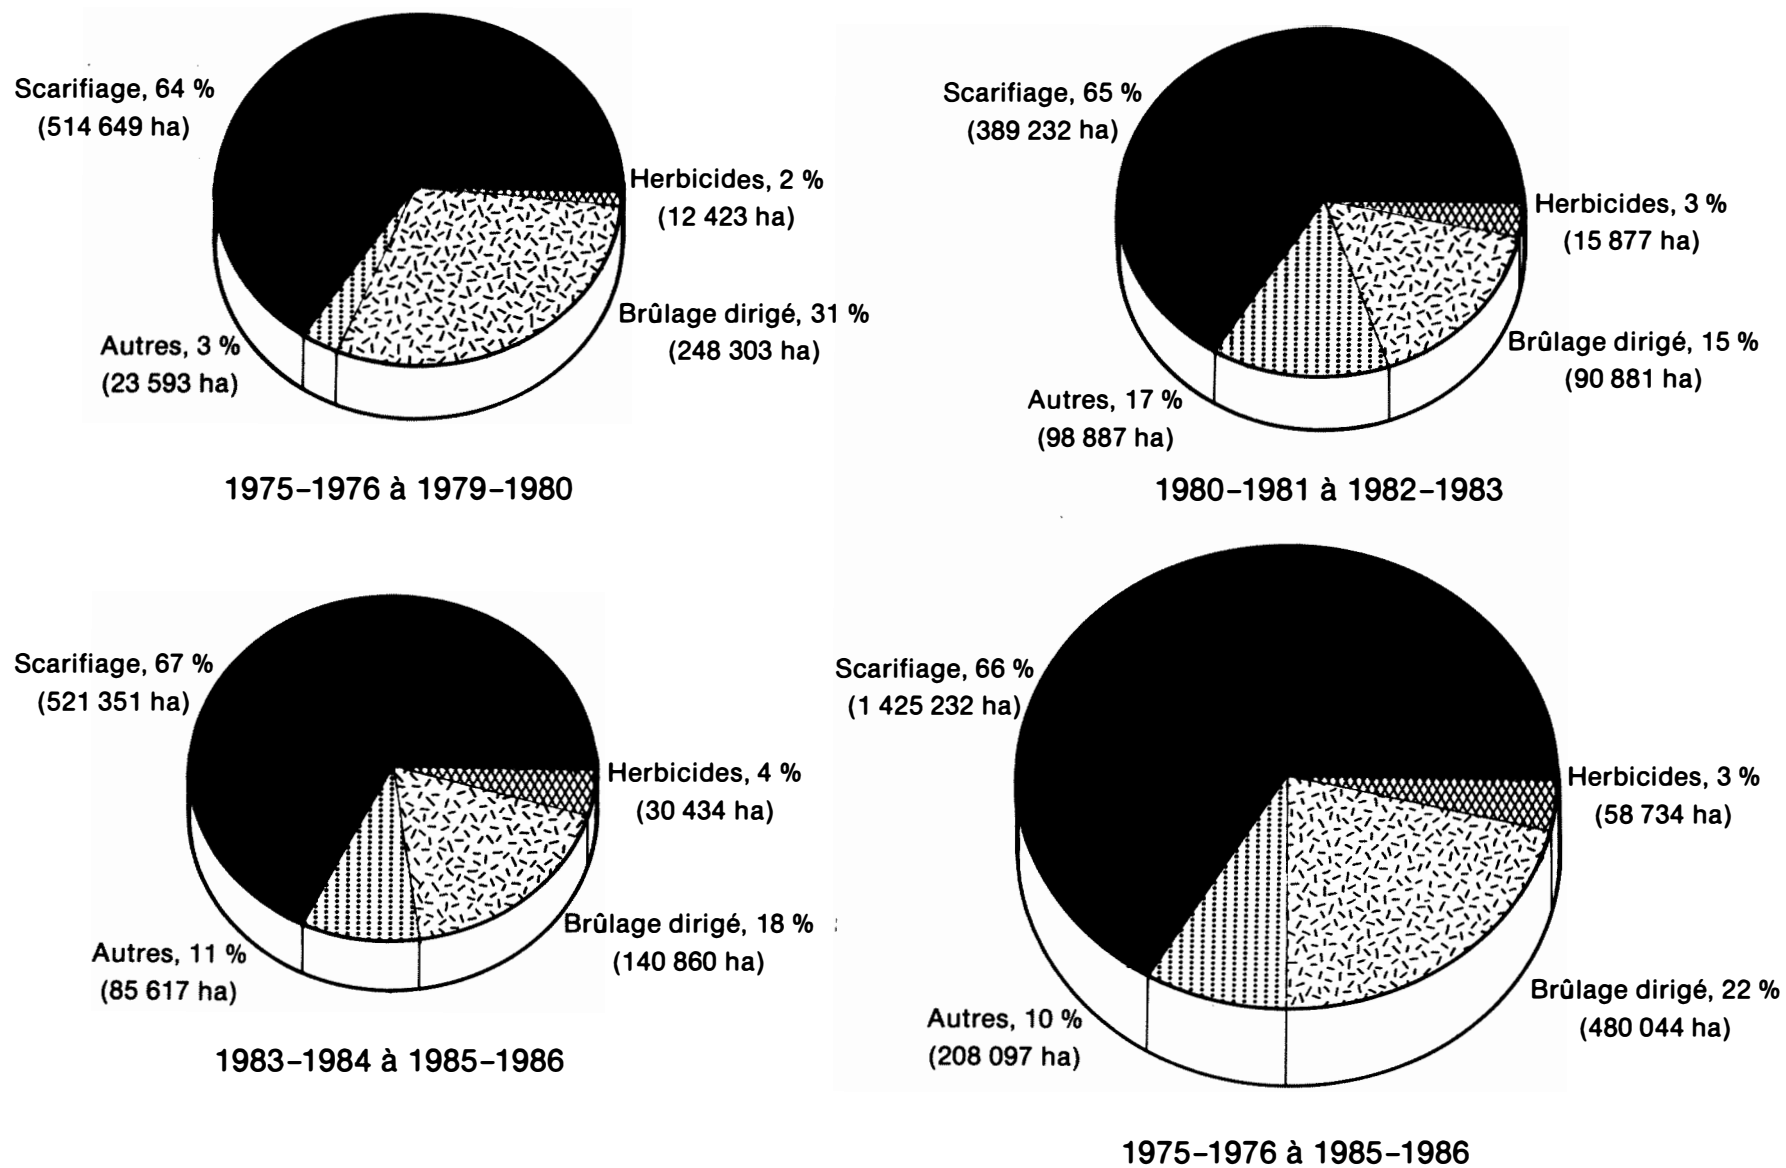 Scarifiage, 64 %
(514 649 ha)
Herbicides, 2 %
(12 423 ha)
Brûlage dirigé, 31 %
(248 303 ha)
Autres, 3 %
(23 593 ha)
1975–1976 à 1979–1980
Scarifiage, 65 %
(389 232 ha)
Herbicides, 3 %
(15 877 ha)
Brûlage dirigé, 15 %
(90 881 ha)
Autres, 17 %
(98 887 ha)
1980–1981 à 1982–1983
Scarifiage, 67 %
(521 351 ha)
Herbicides, 4 %
(30 434 ha)
Brûlage dirigé, 18 %
(140 860 ha)
Autres, 11 %
(85 617 ha)
1983–1984 à 1985–1986
Scarifiage, 66 %
(1 425 232 ha)
Herbicides, 3 %
(58 734 ha)
Brûlage dirigé, 22 %
(480 044 ha)
Autres, 10 %
(208 097 ha)
1975–1976 à 1985–1986